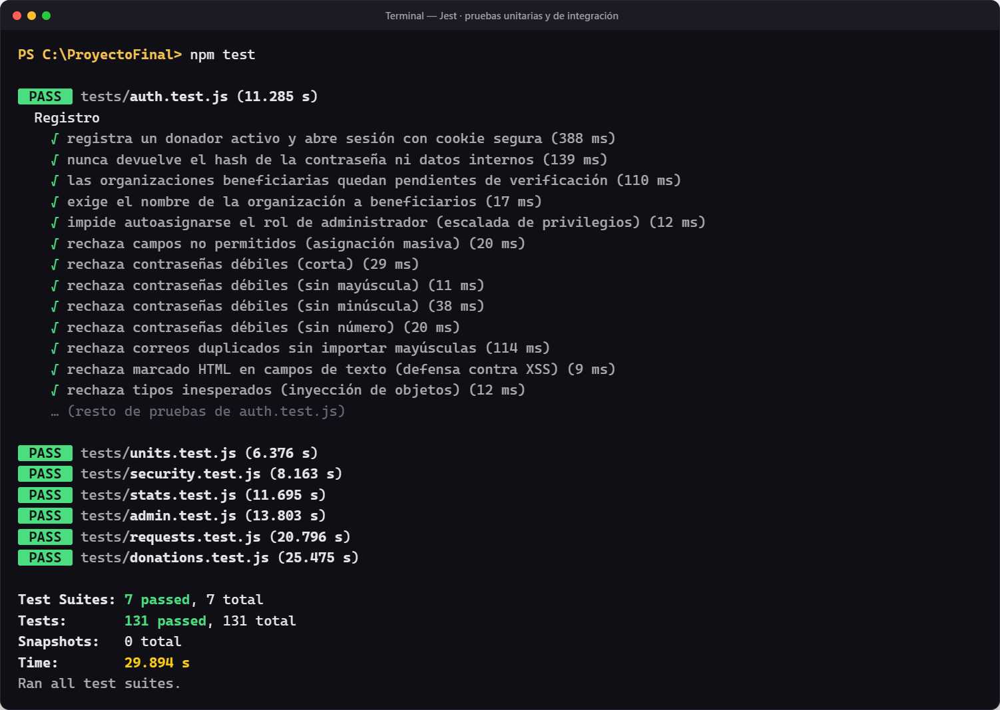 Terminal — Jest · pruebas unitarias y de integración
PS C:\ProyectoFinal> npm test
PASS tests/auth.test.js (11.285 s)
Registro
√ registra un donador activo y abre sesión con cookie segura (388 ms)
√ nunca devuelve el hash de la contraseña ni datos internos (139 ms)
√ las organizaciones beneficiarias quedan pendientes de verificación (110 ms)
√ exige el nombre de la organización a beneficiarios (17 ms)
√ impide autoasignarse el rol de administrador (escalada de privilegios) (12 ms)
√ rechaza campos no permitidos (asignación masiva) (20 ms)
√ rechaza contraseñas débiles (corta) (29 ms)
√ rechaza contraseñas débiles (sin mayúscula) (11 ms)
√ rechaza contraseñas débiles (sin minúscula) (38 ms)
√ rechaza contraseñas débiles (sin número) (20 ms)
√ rechaza correos duplicados sin importar mayúsculas (114 ms)
√ rechaza marcado HTML en campos de texto (defensa contra XSS) (9 ms)
√ rechaza tipos inesperados (inyección de objetos) (12 ms)
… (resto de pruebas de auth.test.js)
PASS tests/units.test.js (6.376 s)
PASS tests/security.test.js (8.163 s)
PASS tests/stats.test.js (11.695 s)
PASS tests/admin.test.js (13.803 s)
PASS tests/requests.test.js (20.796 s)
PASS tests/donations.test.js (25.475 s)
Test Suites: 7 passed, 7 total
Tests: 131 passed, 131 total
Snapshots: 0 total
Time: 29.894 s
Ran all test suites.